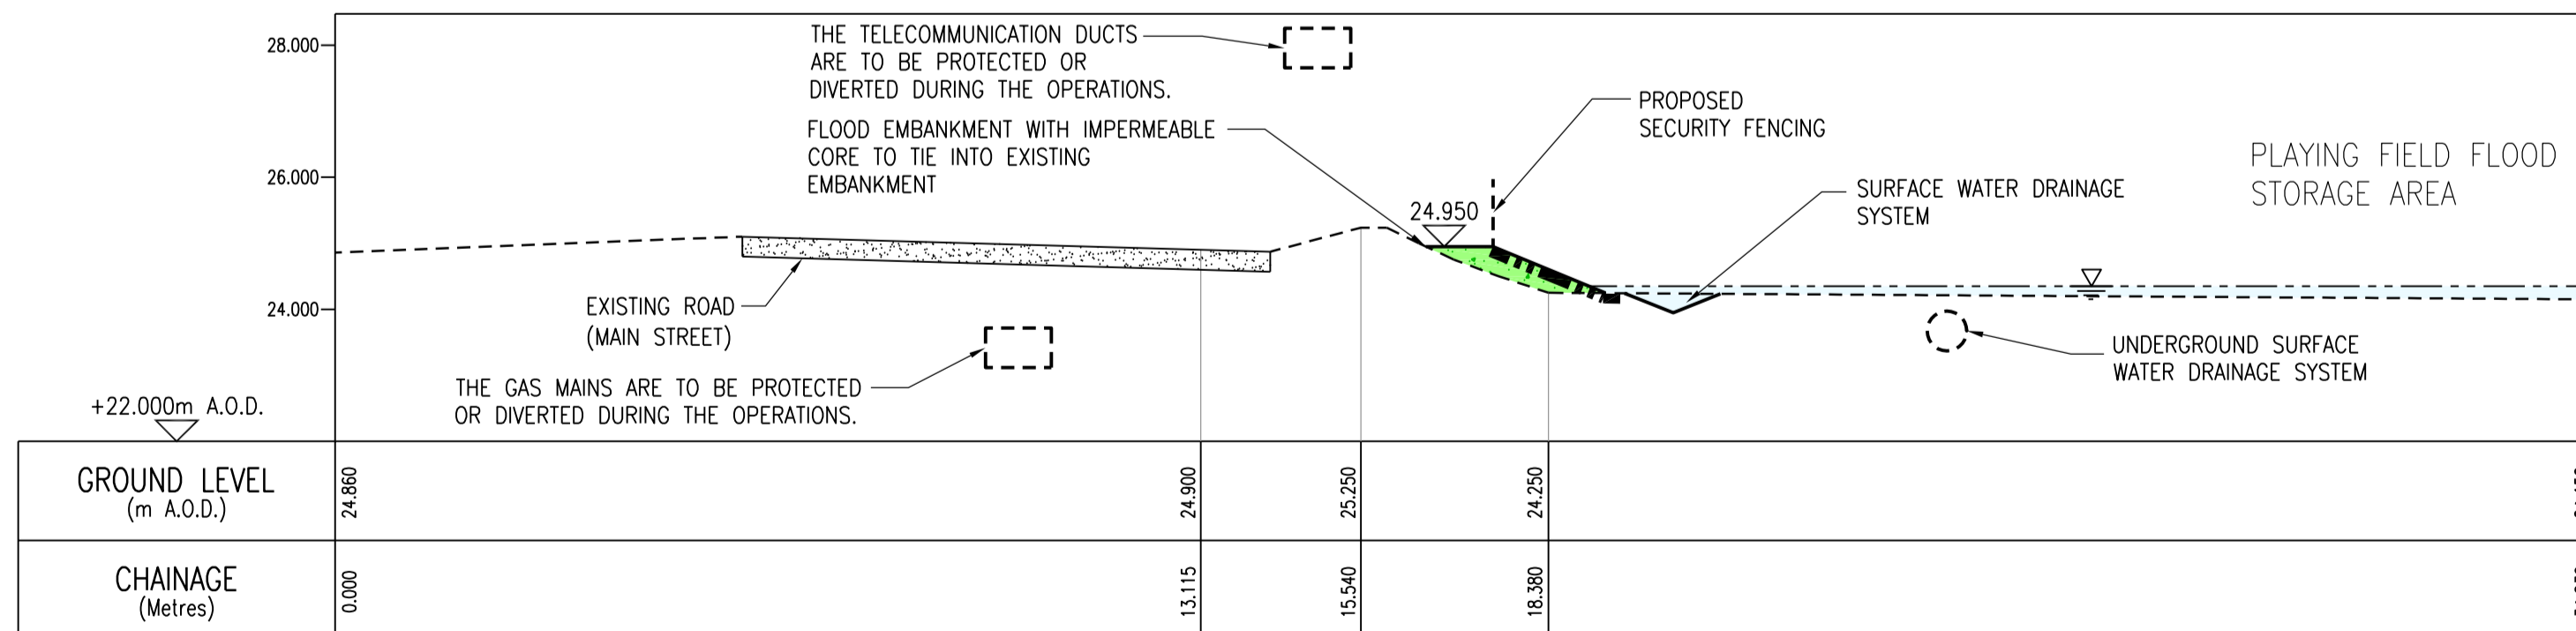 28.000
26.000
24.000
THE TELECOMMUNICATION DUCTS
ARE TO BE PROTECTED OR
DIVERTED DURING THE OPERATIONS.
FLOOD EMBANKMENT WITH IMPERMEABLE
CORE TO TIE INTO EXISTING
EMBANKMENT
24.950
PROPOSED
SECURITY FENCING
SURFACE WATER DRAINAGE
SYSTEM
PLAYING FIELD FLOOD
STORAGE AREA
EXISTING ROAD
(MAIN STREET)
THE GAS MAINS ARE TO BE PROTECTED
OR DIVERTED DURING THE OPERATIONS.
UNDERGROUND SURFACE
WATER DRAINAGE SYSTEM
+22.000m A.O.D.
GROUND LEVEL
(m A.O.D.)
24.860
24.900
25.250
24.250
CHAINAGE
(Metres)
0.000
13.115
15.540
18.380